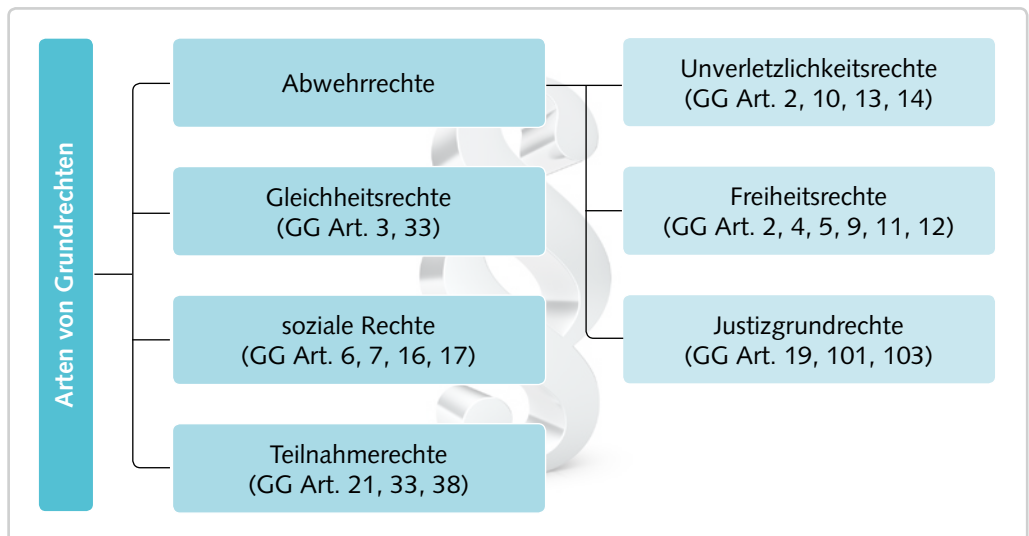 Arten von Grundrechten
Abwehrrechte
Gleichheitsrechte
(GG Art. 3, 33)
soziale Rechte
(GG Art. 6, 7, 16, 17)
Teilnahmerechte
(GG Art. 21, 33, 38)
Unverletzlichkeitsrechte
(GG Art. 2, 10, 13, 14)
Freiheitsrechte
(GG Art. 2, 4, 5, 9, 11, 12)
Justizgrundrechte
(GG Art. 19, 101, 103)